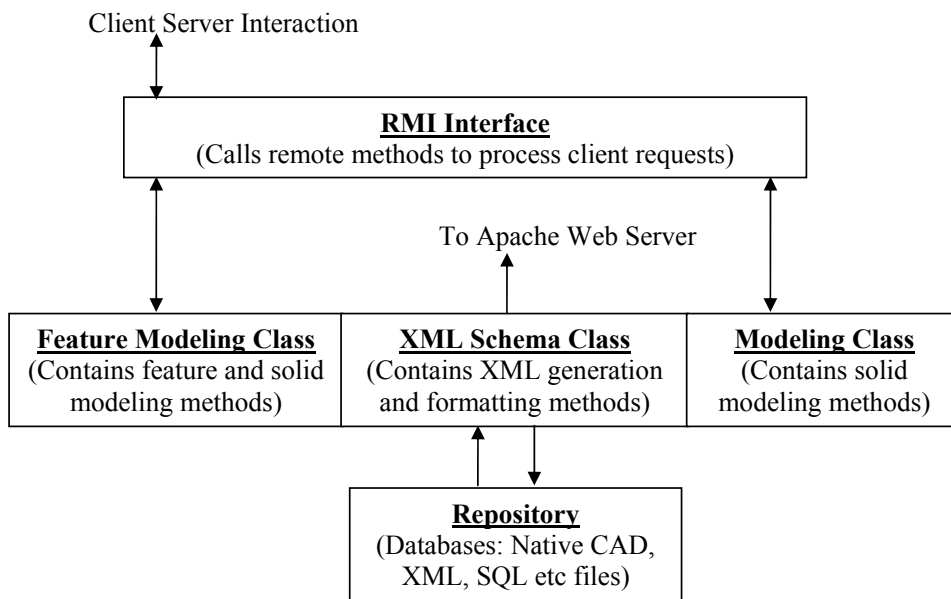 Client Server Interaction
RMI Interface
(Calls remote methods to process client requests)
To Apache Web Server
Feature Modeling Class
(Contains feature and solid
modeling methods)
XML Schema Class
(Contains XML generation
and formatting methods)
Modeling Class
(Contains solid
modeling methods)
Repository
(Databases: Native CAD,
XML, SQL etc files)